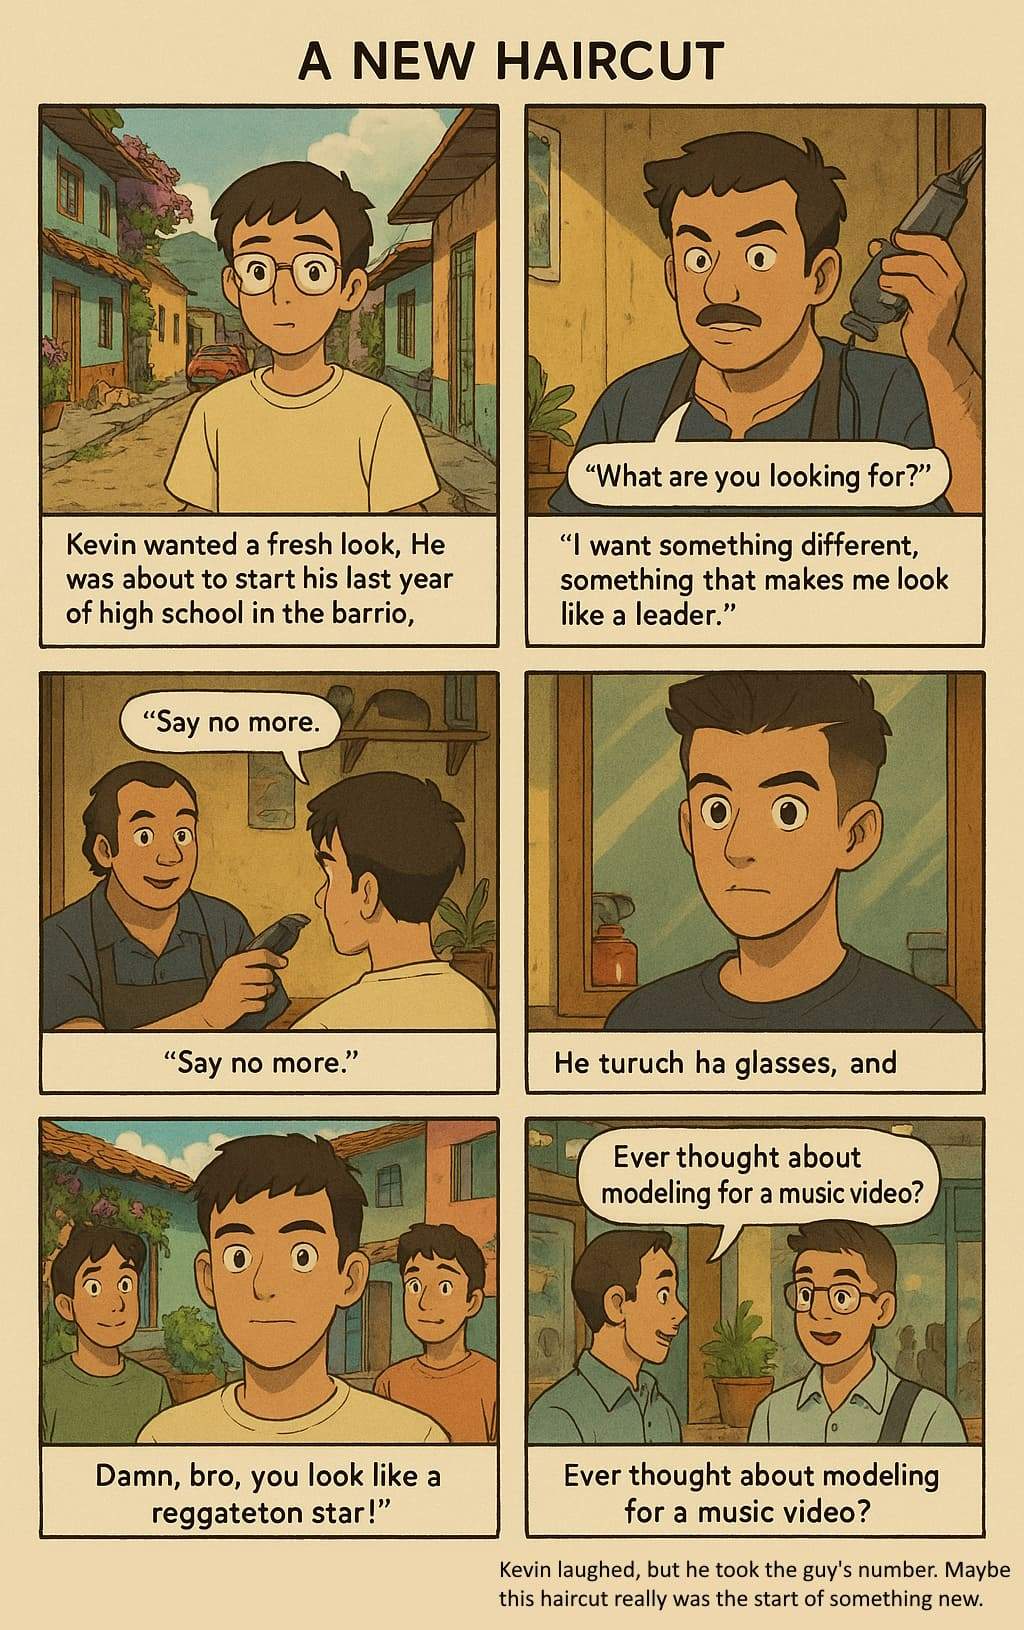 A NEW HAIRCUT
Kevin wanted a fresh look, He
was about to start his last year
of high school in the barrio,
“What are you looking for?”
“I want something different,
something that makes me look
like a leader.”
“Say no more.
“Say no more.”
He turuch ha glasses, and
Damn, bro, you look like a
reggateton star!”
Ever thought about
modeling for a music video?
Ever thought about modeling
for a music video?
Kevin laughed, but he took the guy's number. Maybe
this haircut really was the start of something new.